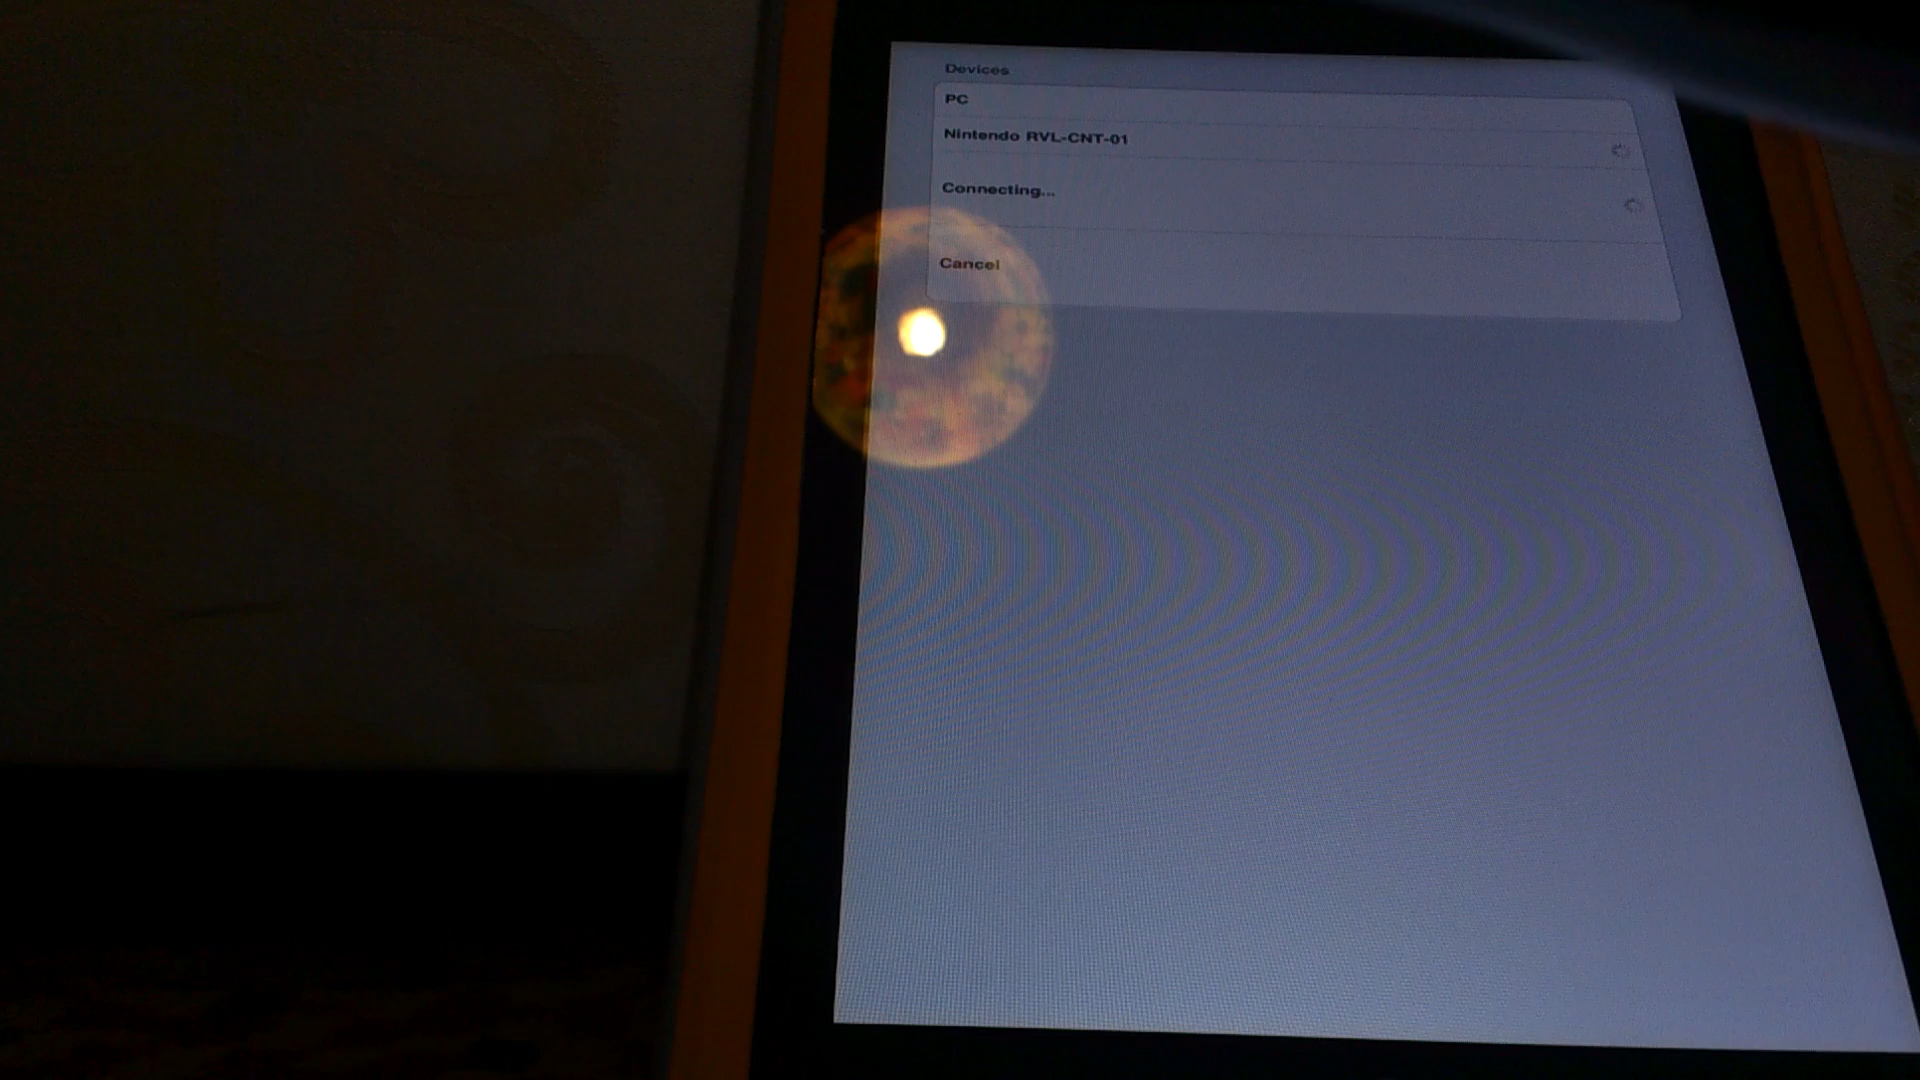 Devices
PC
Nintendo RVL-CNT-01
Connecting...
Cancel